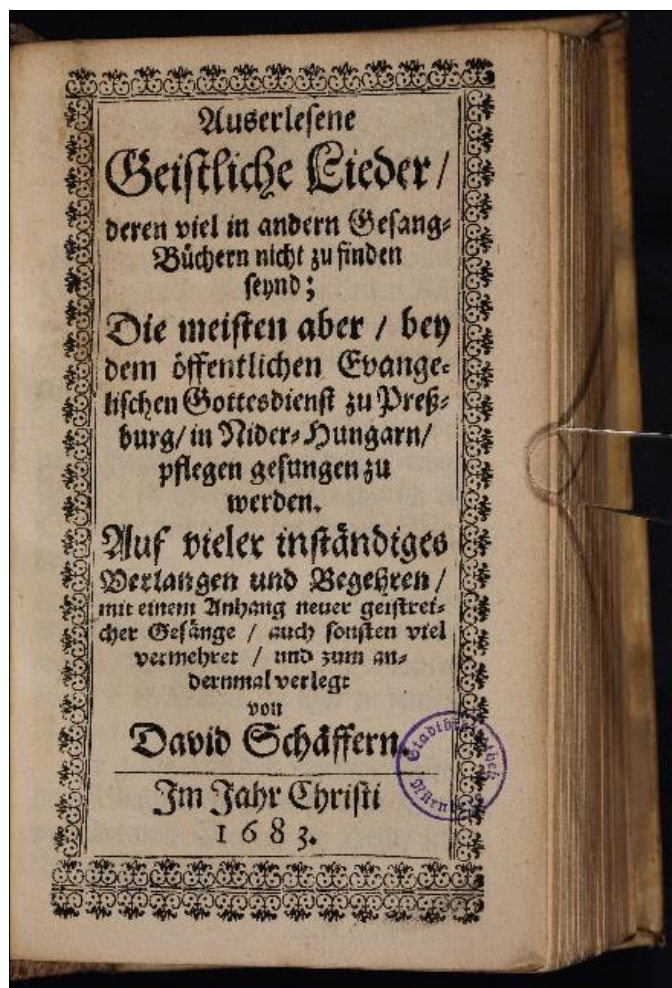 Auserlesene
Geistliche Lieder /
deren viel in andern Gesang-
Büchern nicht zu finden
seynd;
Die meisten aber / bey
dem öffentlichen Evange-
lischen Gottesdienst zu Preß-
burg / in Nider-Hungarn /
pflegen gesungen zu
werden.
Auf vieler inständiges
Verlangen und Begehren /
mit einem Anhang neuer geistrei-
cher Gesänge / auch sonsten viel
vermehret / und zum an-
dernmal verlegt
von
David Schäffern.
Stadtbibliothek
Nürnberg
Im Jahr Christi
1683.